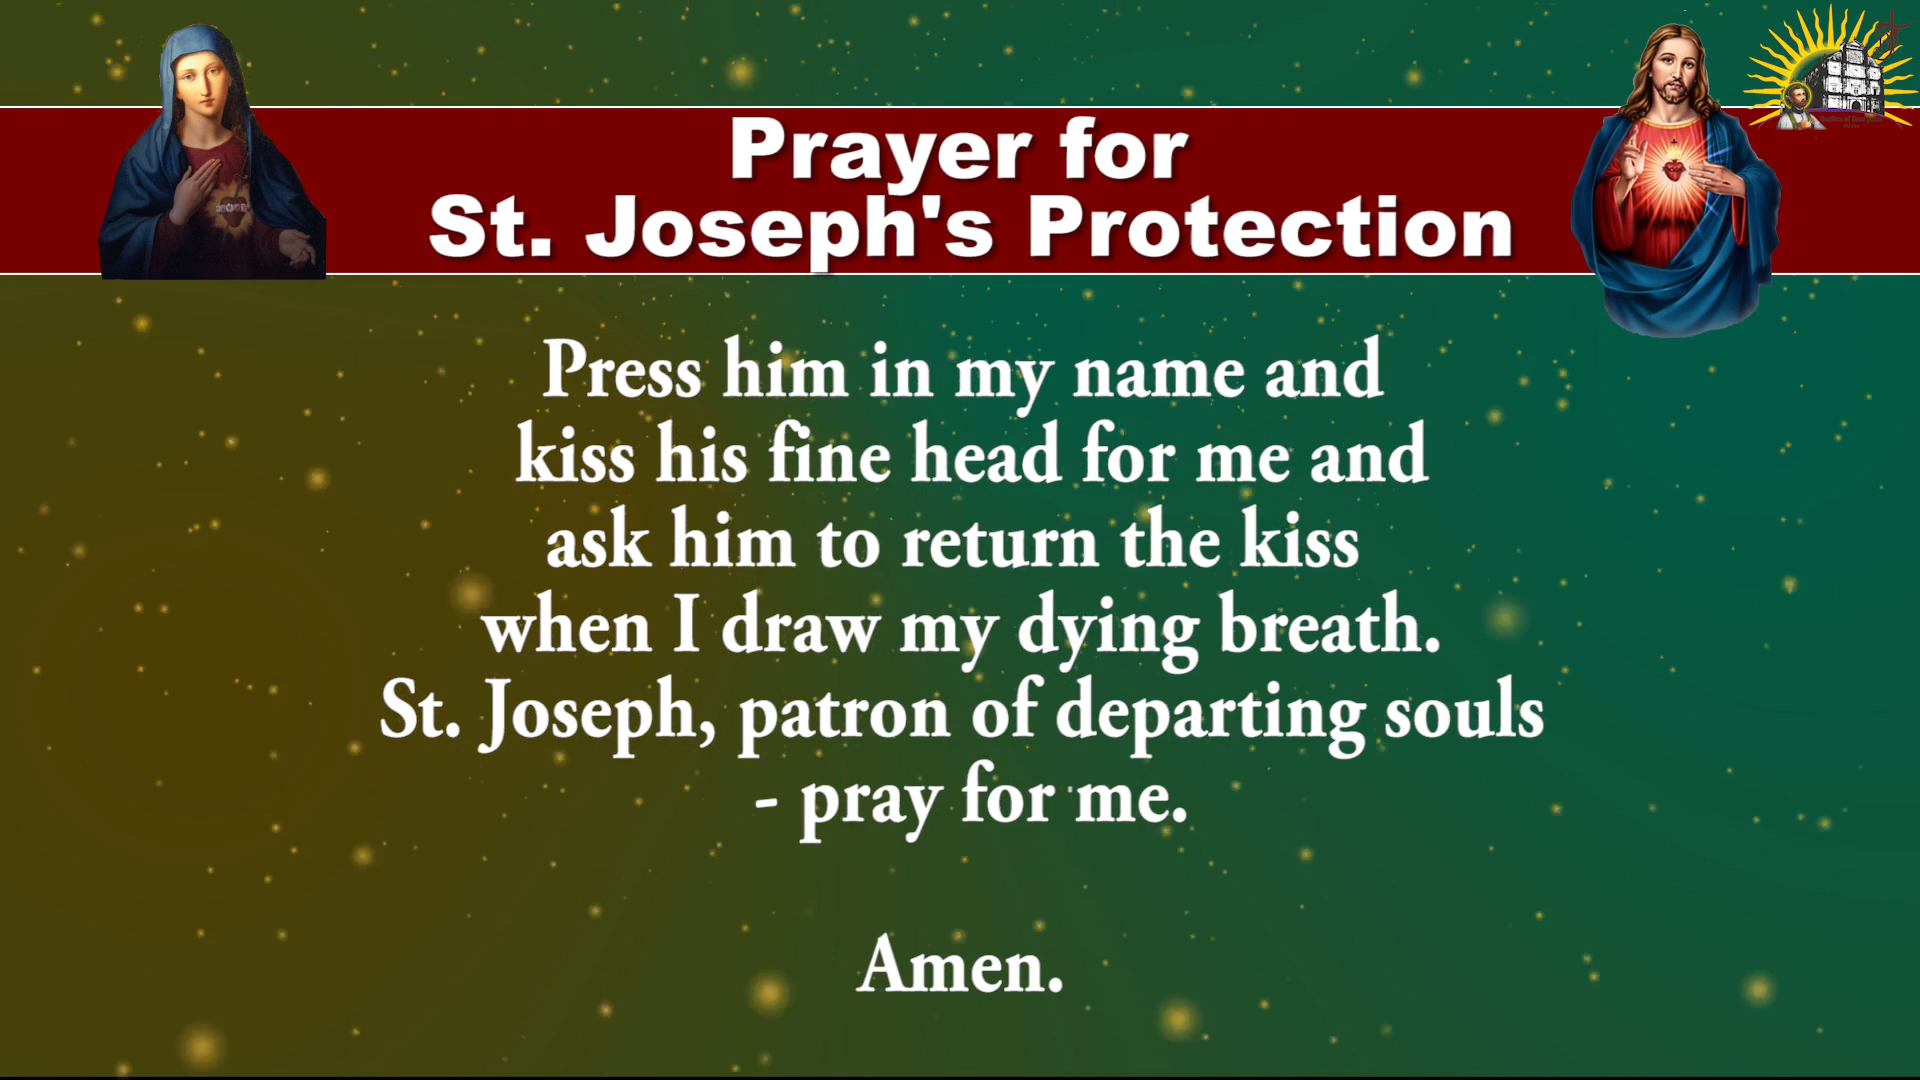 Prayer for
St. Joseph's Protection
Press him in my name and
kiss his fine head for me and
ask him to return the kiss
when I draw my dying breath.
St. Joseph, patron of departing souls
- pray for me.
Amen.